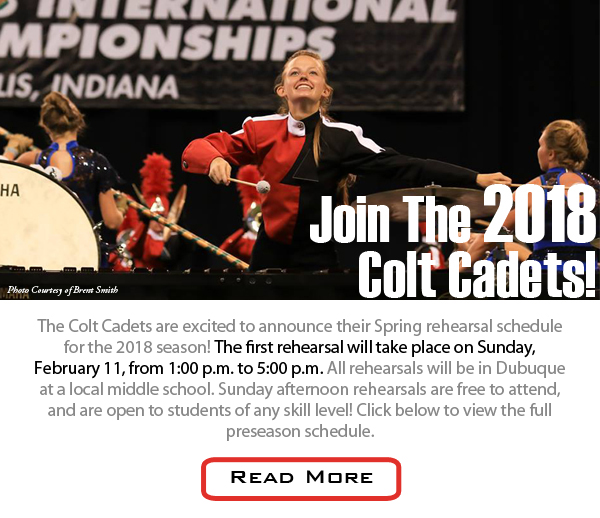 INTERNATIONAL
MPIONSHIPS
LIS, INDIANA
HA
Join The 2018
Colt Cadets!
Photo Courtesy of Brent Smith
The Colt Cadets are excited to announce their Spring rehearsal schedule
for the 2018 season! The first rehearsal will take place on Sunday,
February 11, from 1:00 p.m. to 5:00 p.m. All rehearsals will be in Dubuque
at a local middle school. Sunday afternoon rehearsals are free to attend,
and are open to students of any skill level! Click below to view the full
preseason schedule.
Read More